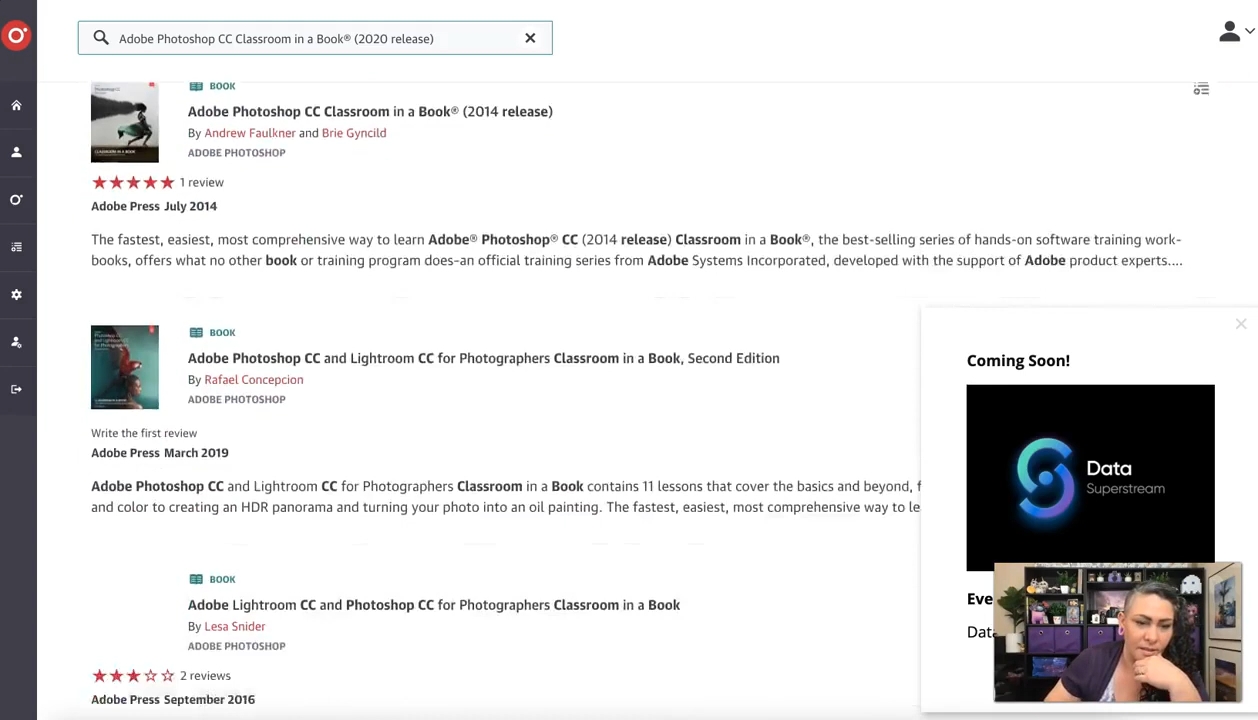 Adobe Photoshop CC Classroom in a Book® (2020 release)
BOOK
Adobe Photoshop CC Classroom in a Book® (2014 release)
By Andrew Faulkner and Brie Gyncild
ADOBE PHOTOSHOP
1 review
Adobe Press July 2014
The fastest, easiest, most comprehensive way to learn Adobe® Photoshop® CC (2014 release) Classroom in a Book®, the best-selling series of hands-on software training work-
books, offers what no other book or training program does-an official training series from Adobe Systems Incorporated, developed with the support of Adobe product experts....
BOOK
Adobe Photoshop CC and Lightroom CC for Photographers Classroom in a Book, Second Edition
By Rafael Concepcion
ADOBE PHOTOSHOP
Write the first review
Adobe Press March 2019
Adobe Photoshop CC and Lightroom CC for Photographers Classroom in a Book contains 11 lessons that cover the basics and beyond, f
and color to creating an HDR panorama and turning your photo into an oil painting. The fastest, easiest, most comprehensive way to le
BOOK
Adobe Lightroom CC and Photoshop CC for Photographers Classroom in a Book
By Lesa Snider
ADOBE PHOTOSHOP
2 reviews
Adobe Press September 2016
Coming Soon!
Data
Superstream
Eve
Data